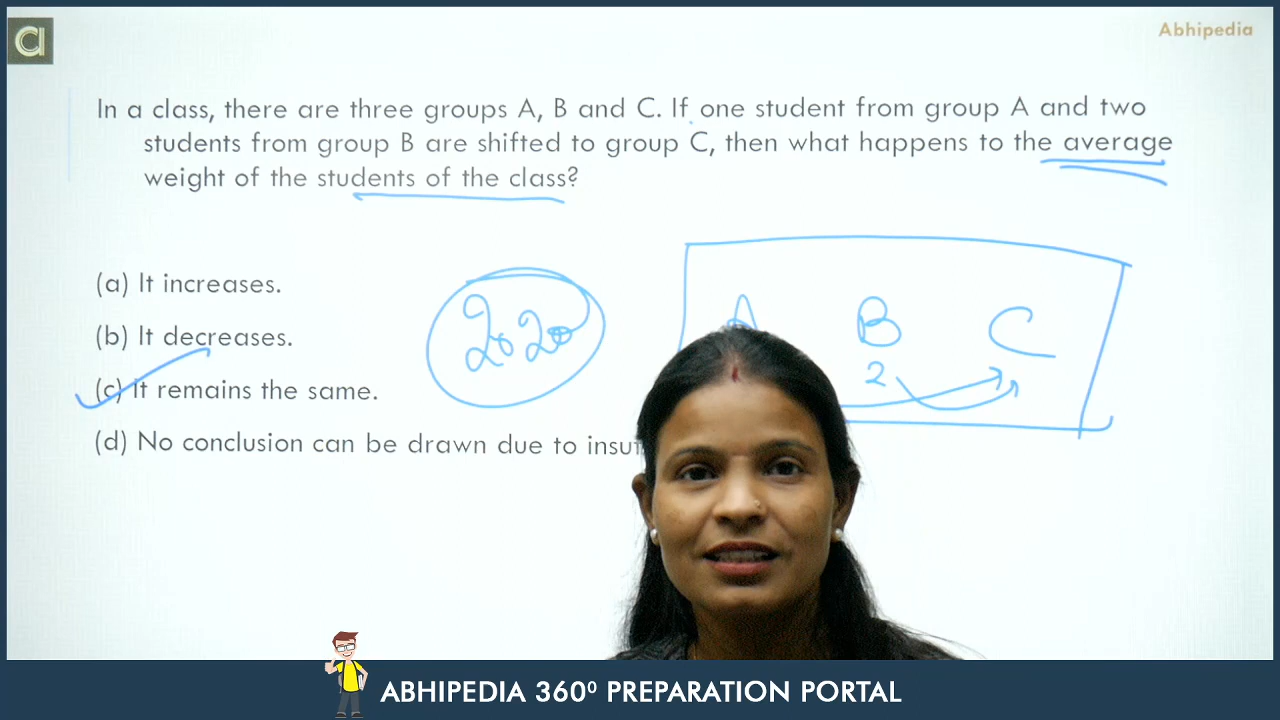 Abhipedia
In a class, there are three groups A, B and C. If one student from group A and two
students from group B are shifted to group C, then what happens to the average
weight of the students of the class?
(a) It increases.
(b) It decreases.
2020
A B C
2
(c) It remains the same.
(d) No conclusion can be drawn due to
ABHIPEDIA 360⁰ PREPARATION PORTAL